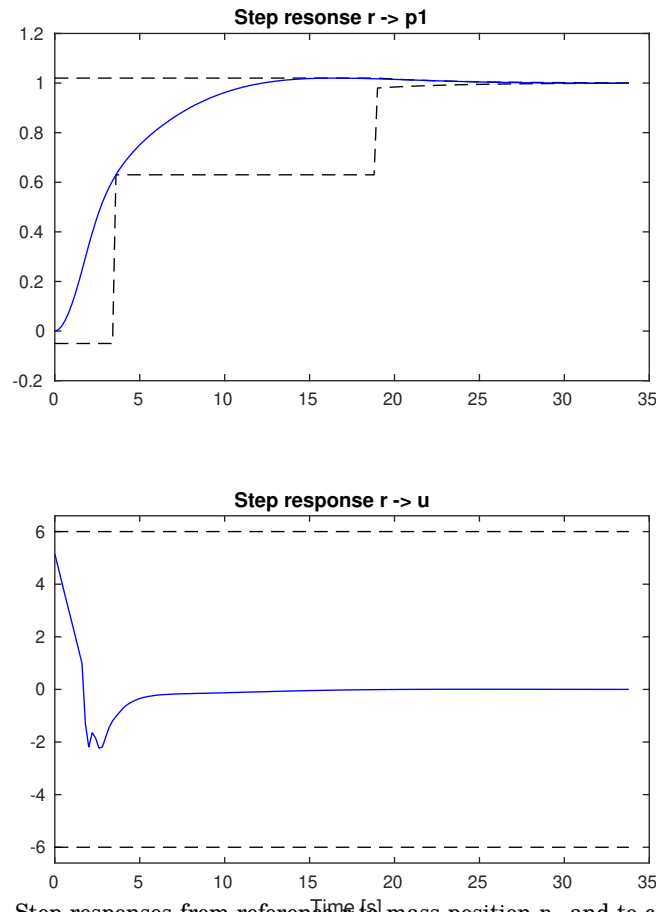 Step resonse r -> p1
1.2
1
0.8
0.6
0.4
0.2
0
-0.2
0 5 10 15 20 25 30 35
Step response r -> u
6
4
2
0
-2
-4
-6
0 5 10 15 20 25 30 35
Time [s]
Step responses from reference to mass position and to